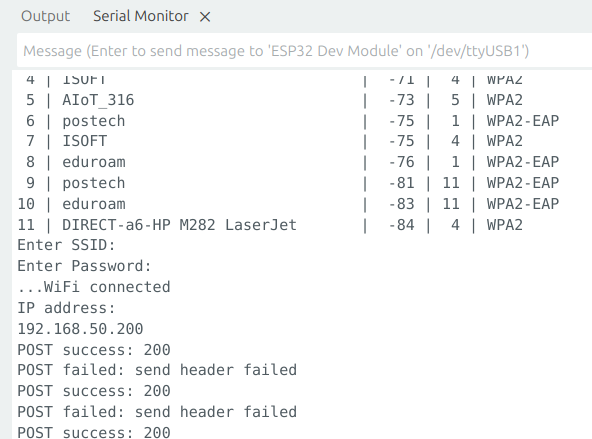 Output Serial Monitor ×
Message (Enter to send message to 'ESP32 Dev Module' on '/dev/ttyUSB1')
4 | ISOFT | -71 | 4 | WPA2
5 | AIoT_316 | -73 | 5 | WPA2
6 | postech | -75 | 1 | WPA2-EAP
7 | ISOFT | -75 | 4 | WPA2
8 | eduroam | -76 | 1 | WPA2-EAP
9 | postech | -81 | 11 | WPA2-EAP
10 | eduroam | -83 | 11 | WPA2-EAP
11 | DIRECT-a6-HP M282 LaserJet | -84 | 4 | WPA2
Enter SSID:
Enter Password:
...WiFi connected
IP address:
192.168.50.200
POST success: 200
POST failed: send header failed
POST success: 200
POST failed: send header failed
POST success: 200